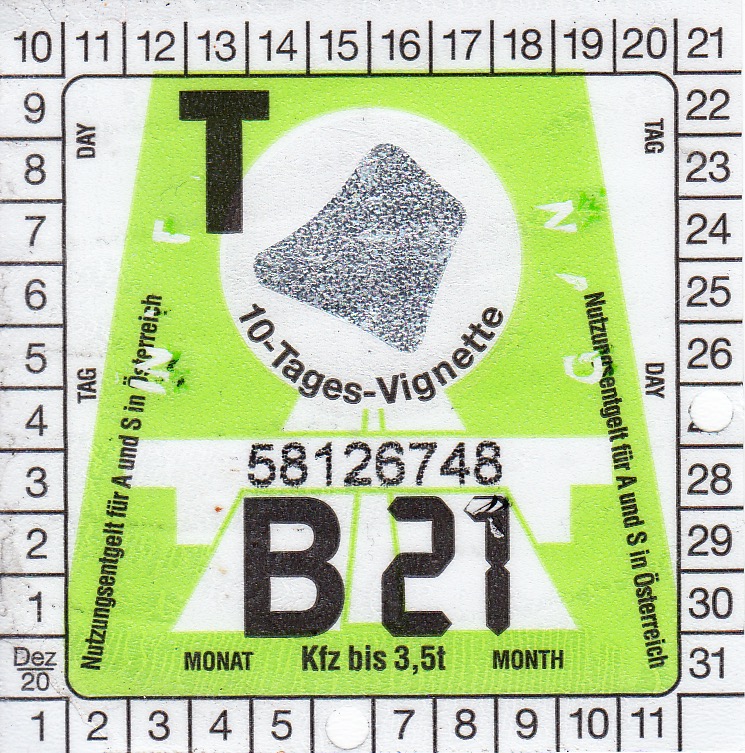 10 11 12 13 14 15 16 17 18 19 20 21
9 22
8 23
7 24
6 25
5 26
4
3 28
2 29
1 30
Dez 20 31
1 2 3 4 5 7 8 9 10 11
DAY
TAG
T
10-Tages-Vignette
TAG
DAY
Nutzungsentgelt für A und S in Österreich
Nutzungsentgelt für A und S in Österreich
N
G
58126748
B 21
MONAT Kfz bis 3,5t MONTH